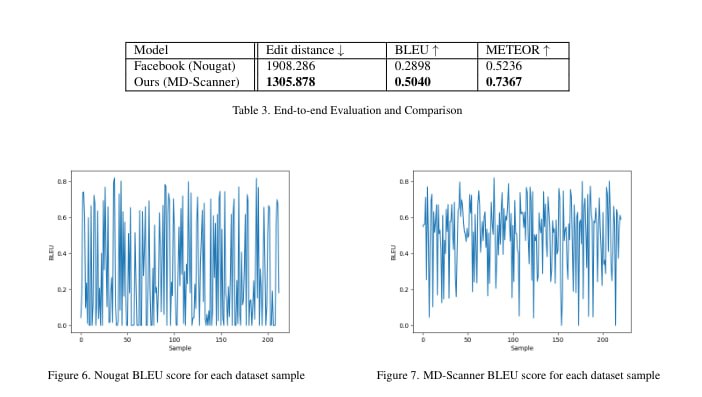 Model Edit distance ↓ BLEU ↑ METEOR ↑
Facebook (Nougat) 1908.286 0.2898 0.5236
Ours (MD-Scanner) 1305.878 0.5040 0.7367
Table 3. End-to-end Evaluation and Comparison
0.8
0.6
0.4
0.2
0.0
BLEU
0 50 100 150 200
Sample
Figure 6. Nougat BLEU score for each dataset sample
0.8
0.6
0.4
0.2
0.0
BLEU
0 50 100 150 200
Sample
Figure 7. MD-Scanner BLEU score for each dataset sample